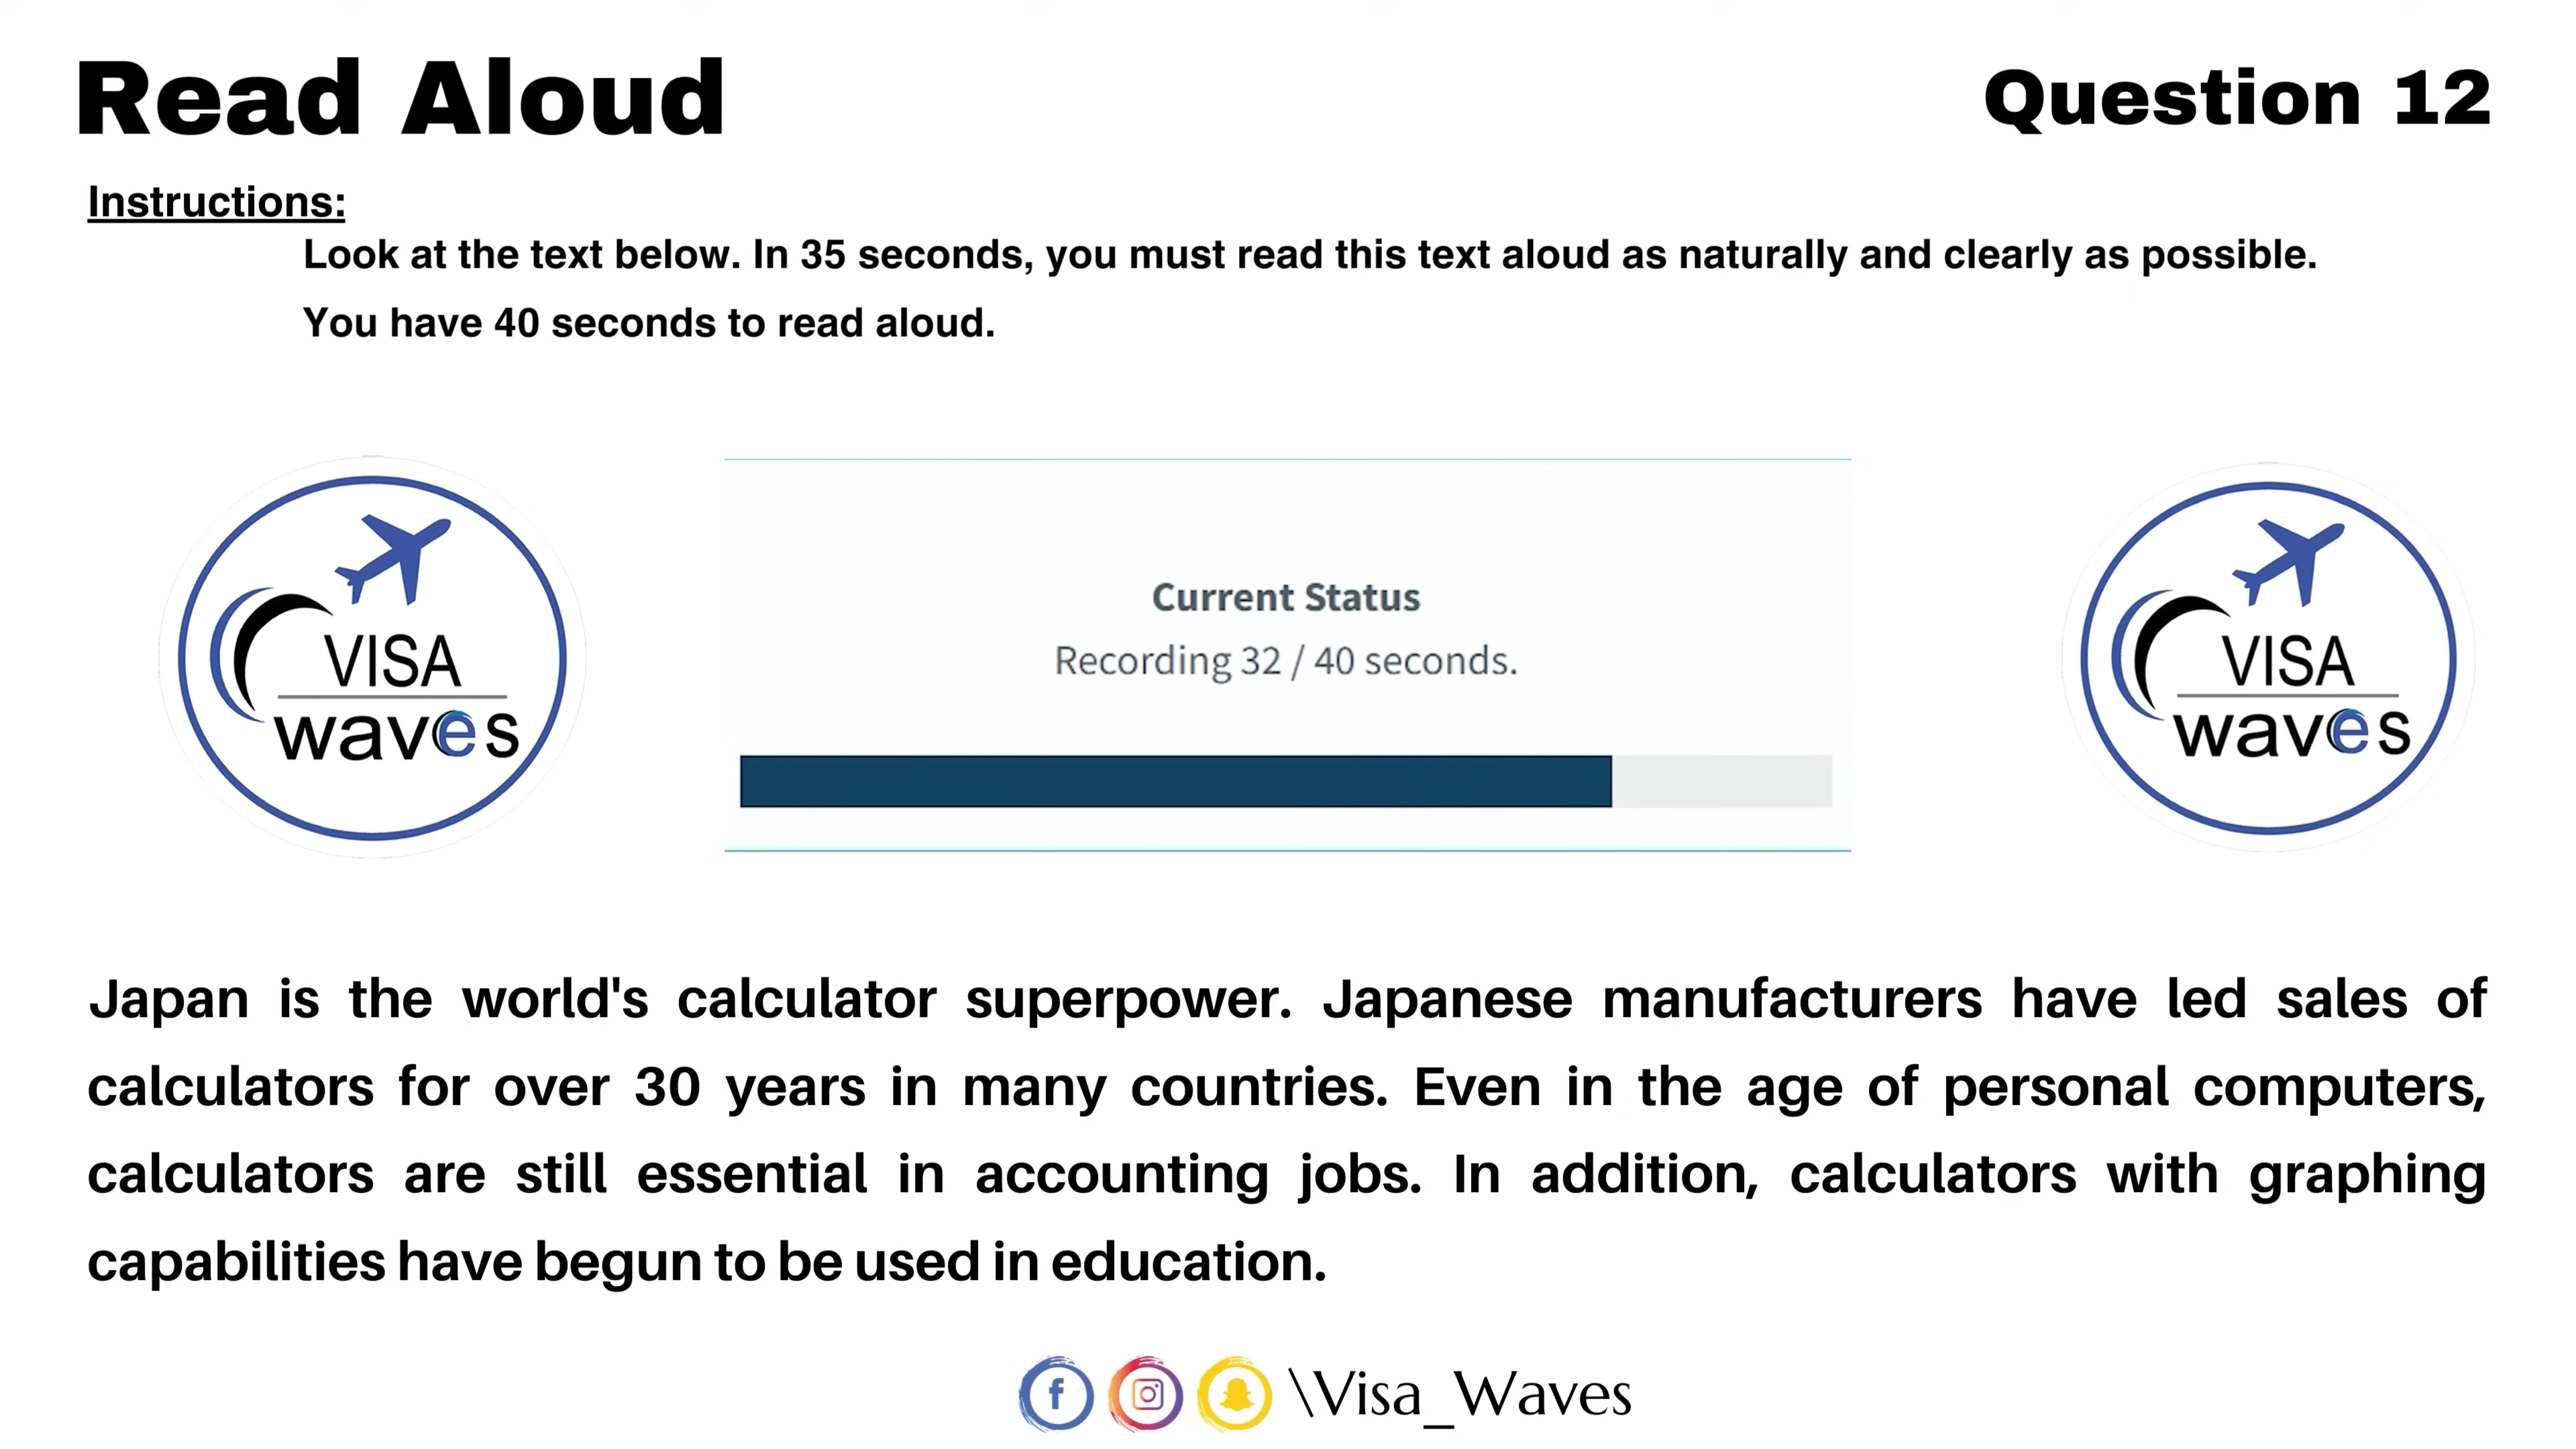 Read Aloud
Question 12
Instructions:
Look at the text below. In 35 seconds, you must read this text aloud as naturally and clearly as possible.
You have 40 seconds to read aloud.
VISA
waves
Current Status
Recording 32 / 40 seconds.
VISA
waves
Japan is the world's calculator superpower. Japanese manufacturers have led sales of
calculators for over 30 years in many countries. Even in the age of personal computers,
calculators are still essential in accounting jobs. In addition, calculators with graphing
capabilities have begun to be used in education.
\Visa_Waves